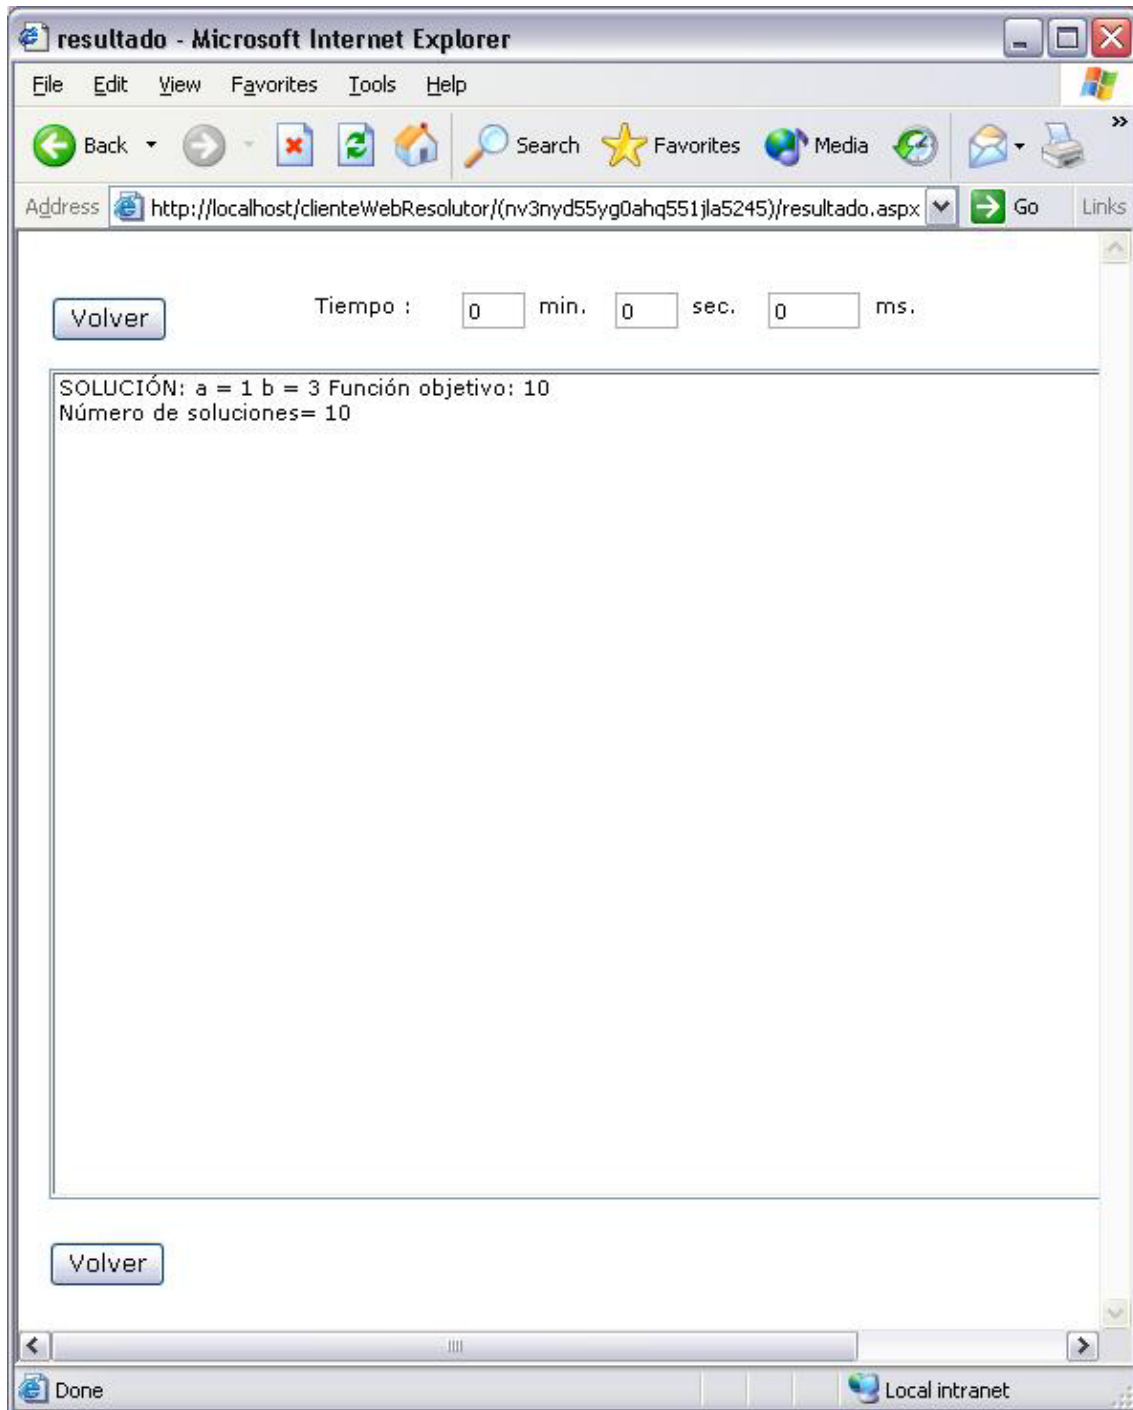 resultado - Microsoft Internet Explorer
File Edit View Favorites Tools Help
Back Search Favorites Media »
Address http://localhost/clienteWebResolutor/(nv3nyd55yg0ahq551jla5245)/resultado.aspx Go Links
Volver Tiempo : 0 min. 0 sec. 0 ms.
SOLUCIÓN: a = 1 b = 3 Función objetivo: 10
Número de soluciones= 10
Volver
Done Local intranet